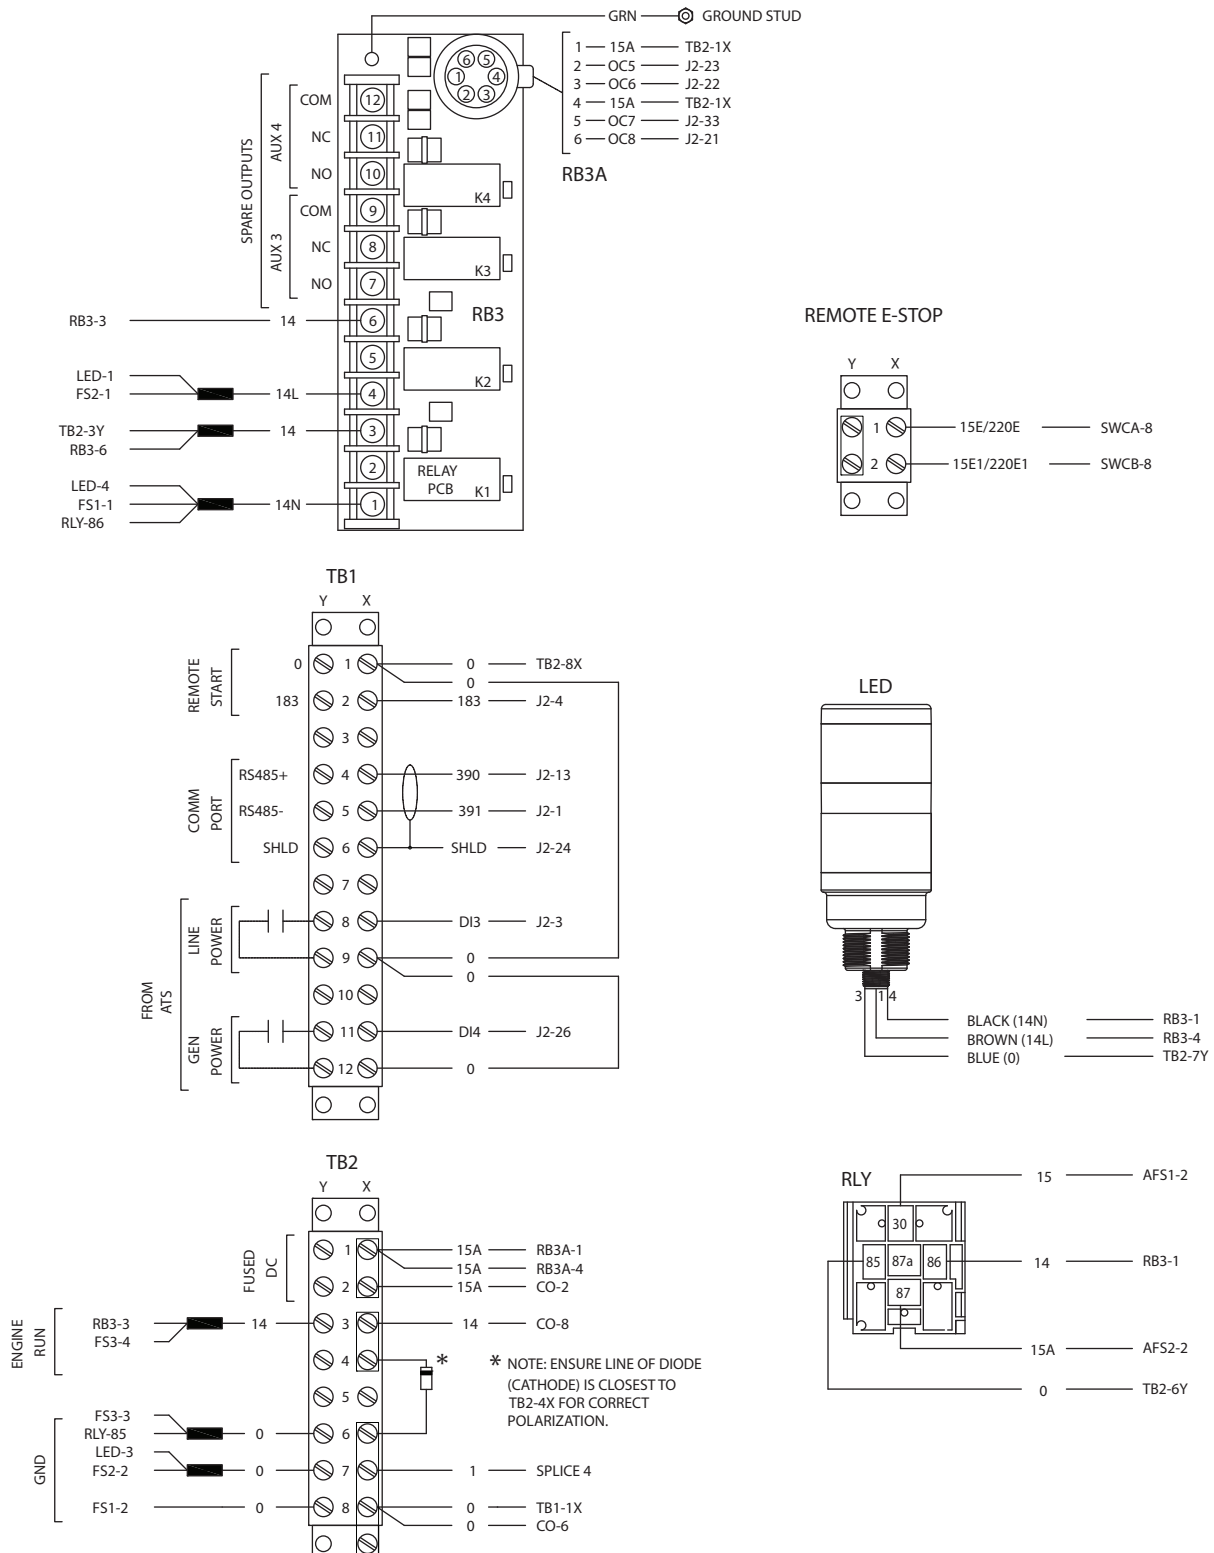 GRN GROUND STUD
1 15A TB2-1X
2 OC5 J2-23
3 OC6 J2-22
4 15A TB2-1X
5 OC7 J2-33
6 OC8 J2-21
RB3A
6 5
1 4
2 3
SPARE OUTPUTS
AUX 4
COM 12
NC 11
NO 10
K4
AUX 3
COM 9
NC 8
NO 7
K3
RB3
RB3-3 14 6
5
K2
LED-1
FS2-1 14L 4
TB2-3Y 14 3
RB3-6
2
RELAY
PCB K1
LED-4
FS1-1 14N 1
RLY-86
REMOTE E-STOP
Y X
1 15E/220E SWCA-8
2 15E1/220E1 SWCB-8
TB1
Y X
REMOTE
START
0 1 0 TB2-8X
0
183 2 183 J2-4
3
COMM
PORT
RS485+ 4 390 J2-13
RS485- 5 391 J2-1
SHLD 6 SHLD J2-24
7
FROM
ATS
LINE
POWER
8 DI3 J2-3
9 0
0
10
GEN
POWER
11 DI4 J2-26
12 0
LED
3 1 4
BLACK (14N) RB3-1
BROWN (14L) RB3-4
BLUE (0) TB2-7Y
TB2
Y X
FUSED
DC
1 15A RB3A-1
15A RB3A-4
2 15A CO-2
ENGINE
RUN
RB3-3 14 3 14 CO-8
FS3-4
4 *
* NOTE: ENSURE LINE OF DIODE
(CATHODE) IS CLOSEST TO
TB2-4X FOR CORRECT
POLARIZATION.
5
GND
FS3-3
RLY-85 0 6
LED-3
FS2-2 0 7 1 SPLICE 4
FS1-2 0 8 0 TB1-1X
0 CO-6
RLY
15 AFS1-2
30
85 87a 86 14 RB3-1
87
15A AFS2-2
0 TB2-6Y